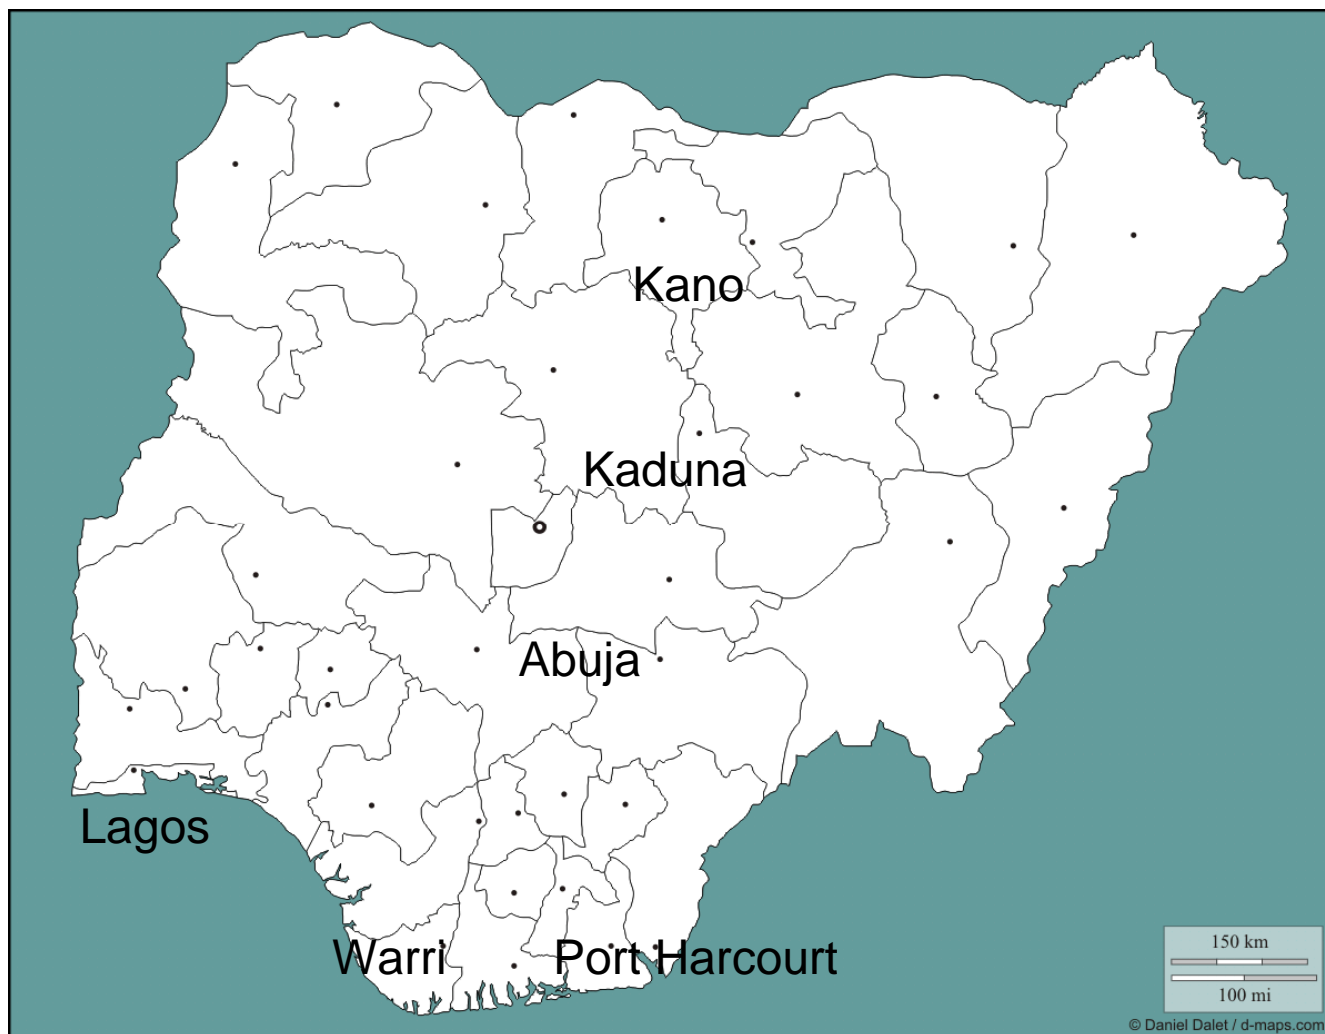 Kano
Kaduna
Abuja
Lagos
Warri
Port Harcourt
150 km
100 mi
© Daniel Dalet / d-maps.com